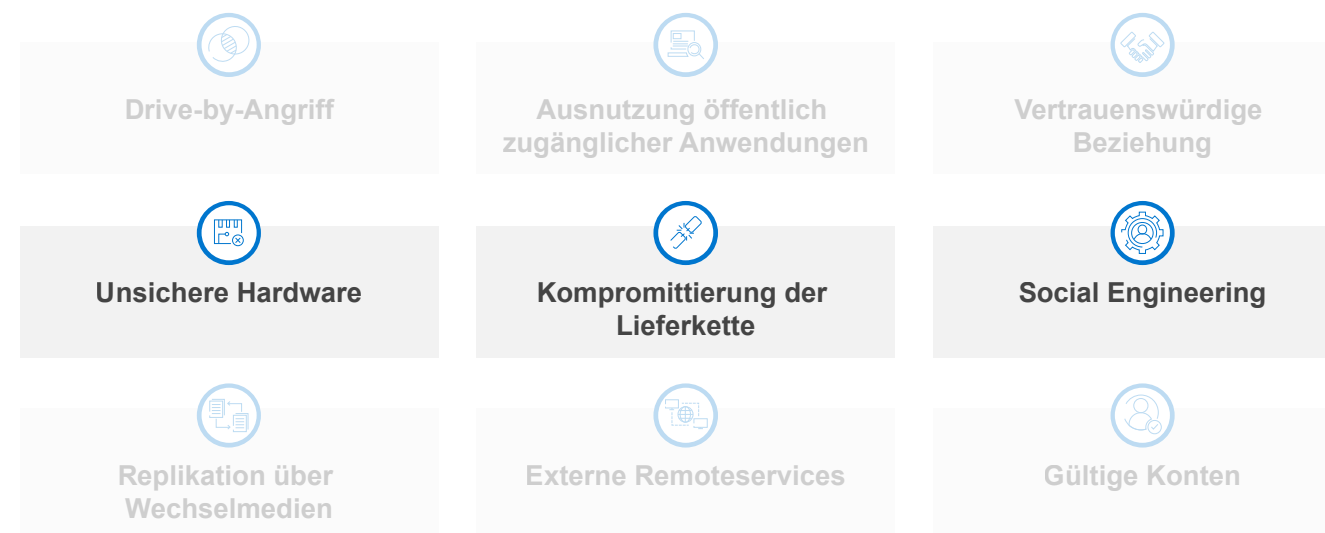 Drive-by-Angriff
Ausnutzung öffentlich
zugänglicher Anwendungen
Vertrauenswürdige
Beziehung
Unsichere Hardware
Kompromittierung der
Lieferkette
Social Engineering
Replikation über
Wechselmedien
Externe Remoteservices
Gültige Konten